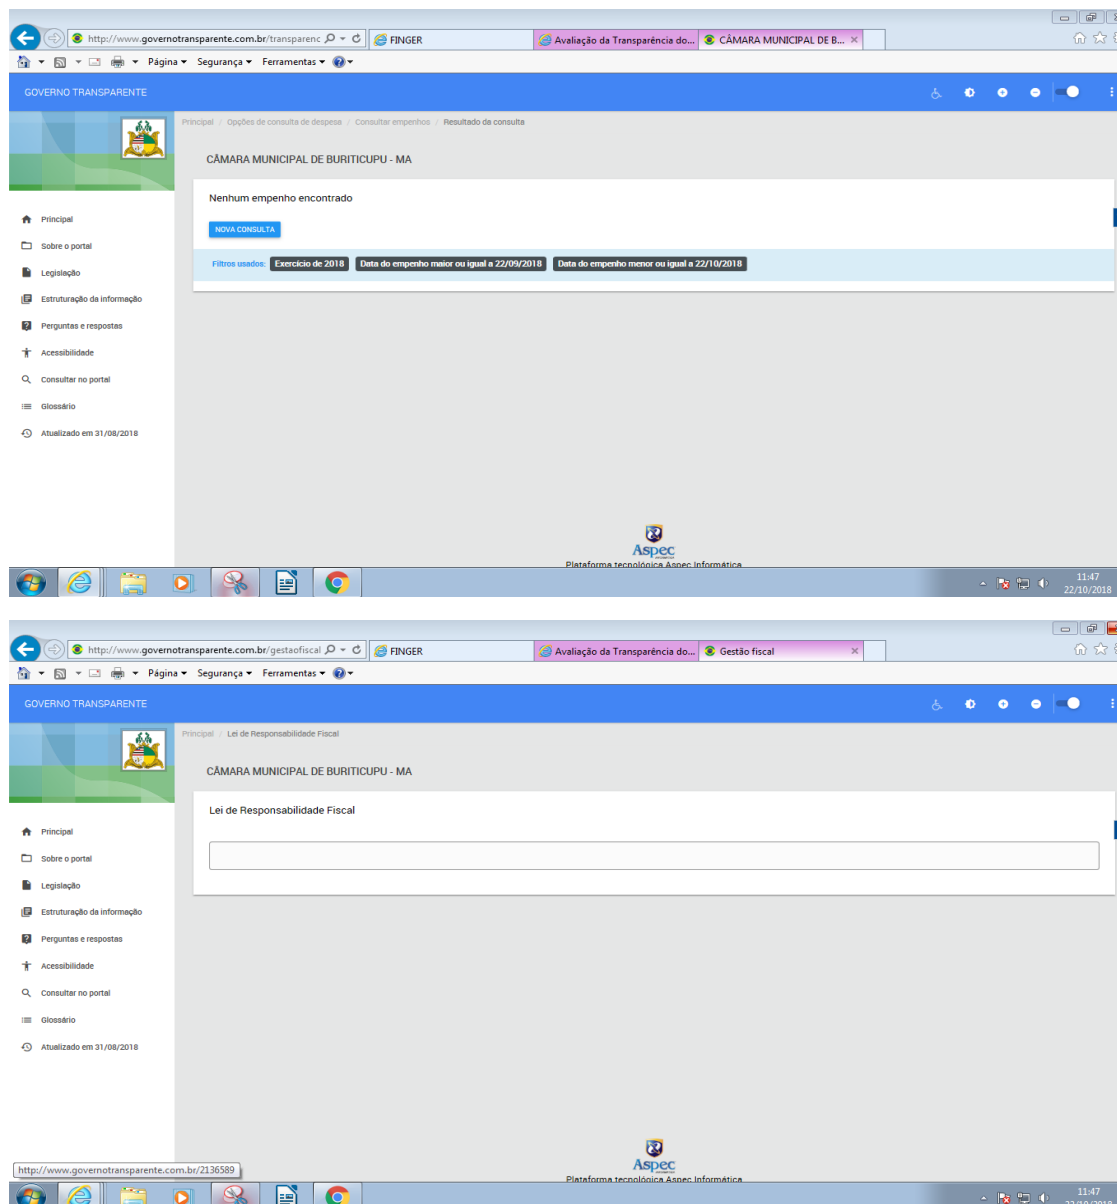 http://www.governotransparente.com.br/transparenc
FINGER
Avaliação da Transparência do...
CÂMARA MUNICIPAL DE B...
Página
Segurança
Ferramentas
GOVERNO TRANSPARENTE
Principal / Opções de consulta de despesa / Consultar empenhos / Resultado da consulta
CÂMARA MUNICIPAL DE BURITICUPU - MA
Nenhum empenho encontrado
NOVA CONSULTA
Filtros usados: Exercício de 2018 Data do empenho maior ou igual a 22/09/2018 Data do empenho menor ou igual a 22/10/2018
Principal
Sobre o portal
Legislação
Estruturação da informação
Perguntas e respostas
Acessibilidade
Consultar no portal
Glossário
Atualizado em 31/08/2018
Aspec
Plataforma tecnológica Aspec Informática
11:47
22/10/2018
http://www.governotransparente.com.br/gestaofiscal
FINGER
Avaliação da Transparência do...
Gestão fiscal
Página
Segurança
Ferramentas
GOVERNO TRANSPARENTE
Principal / Lei de Responsabilidade Fiscal
CÂMARA MUNICIPAL DE BURITICUPU - MA
Lei de Responsabilidade Fiscal
Principal
Sobre o portal
Legislação
Estruturação da informação
Perguntas e respostas
Acessibilidade
Consultar no portal
Glossário
Atualizado em 31/08/2018
Aspec
Plataforma tecnológica Aspec Informática
http://www.governotransparente.com.br/2136589
11:47
22/10/2018